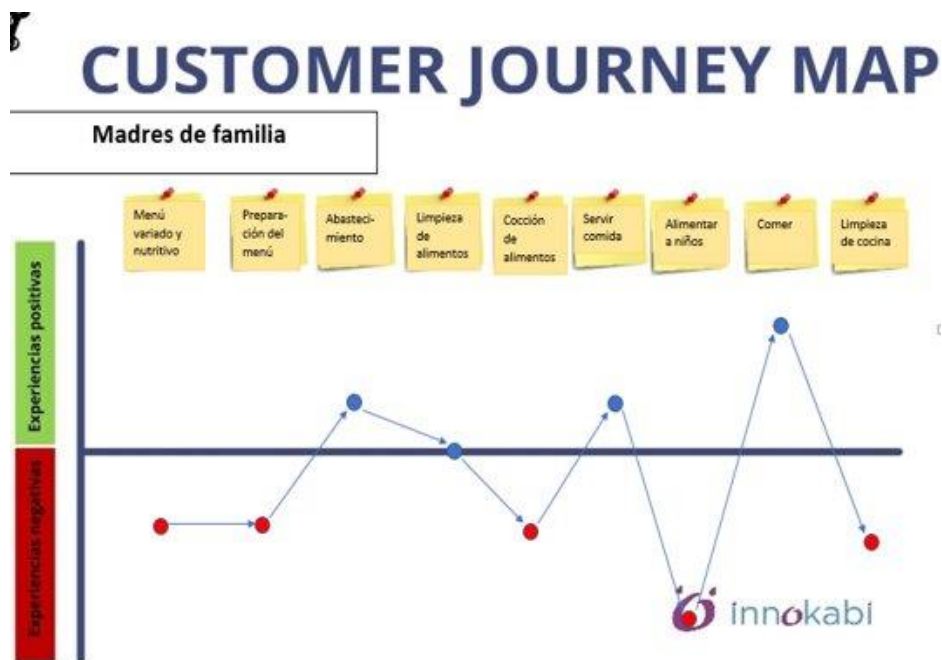 CUSTOMER JOURNEY MAP
Madres de familia
Menú
variado y
nutritivo
Prepara-
ción del
menú
Abasteci-
miento
Limpieza
de
alimentos
Cocción
de
alimentos
Servir
comida
Alimentar
a niños
Comer
Limpieza
de cocina
Experiencias positivas
Experiencias negativas
innokabi